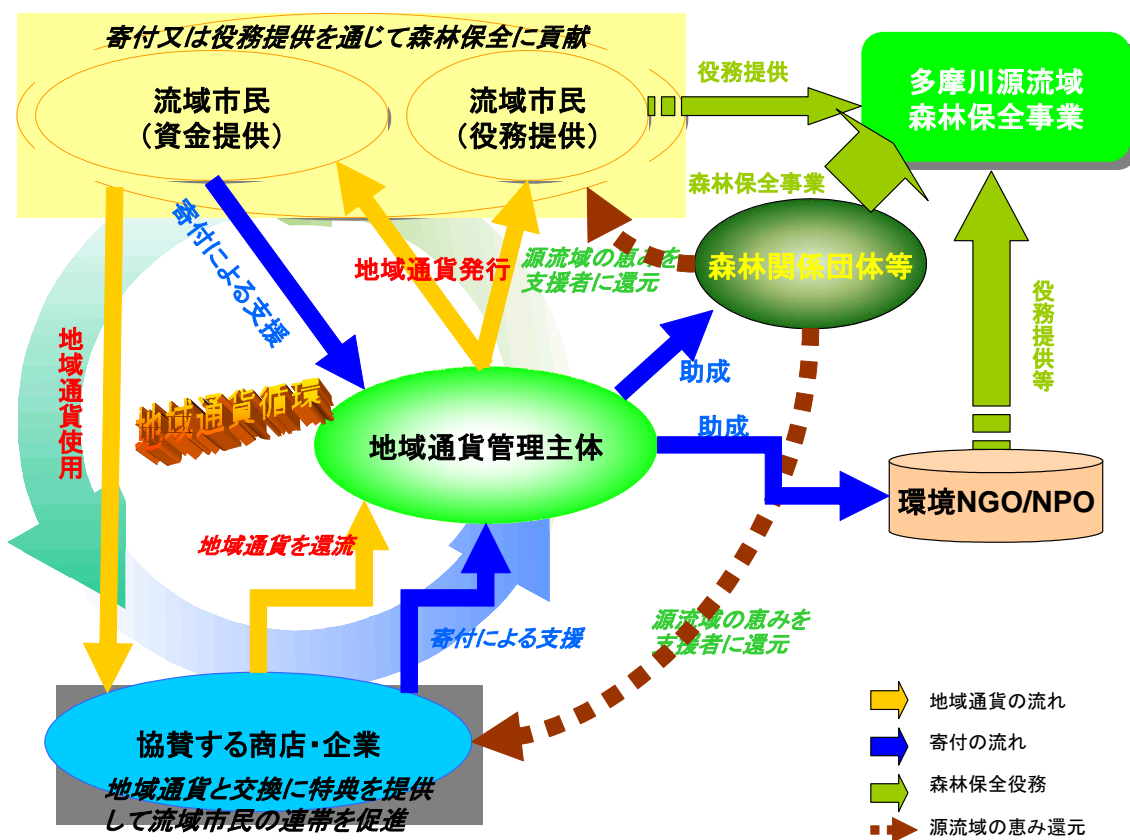 寄付又は役務提供を通じて森林保全に貢献
流域市民
（資金提供）
流域市民
（役務提供）
役務提供
多摩川源流域
森林保全事業
森林保全事業
森林関係団体等
源流域の恵みを
支援者に還元
地域通貨発行
寄付による支援
地域通貨使用
地域通貨循環
地域通貨管理主体
助成
助成
役務提供等
環境NGO/NPO
地域通貨を還流
寄付による支援
源流域の恵みを
支援者に還元
協賛する商店・企業
地域通貨と交換に特典を提供
して流域市民の連帯を促進
地域通貨の流れ
寄付の流れ
森林保全役務
源流域の恵み還元